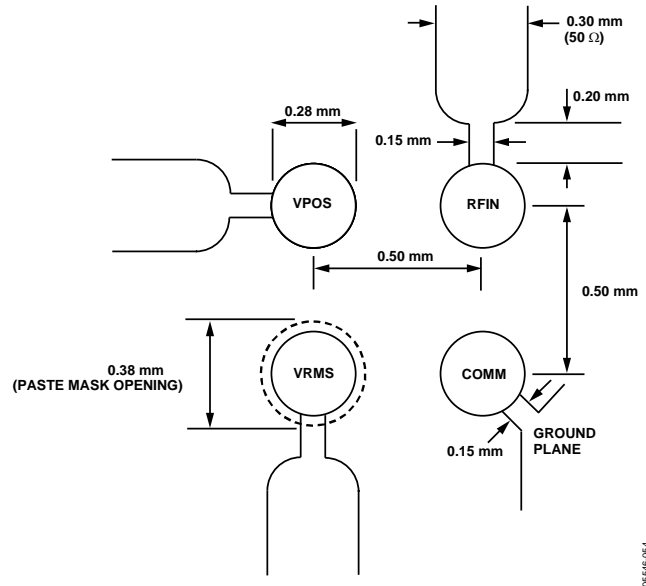 0.30 mm
(50 Ω)
0.20 mm
0.28 mm
0.15 mm
VPOS
RFIN
0.50 mm
0.50 mm
0.38 mm
(PASTE MASK OPENING)
VRMS
COMM
GROUND
PLANE
0.15 mm